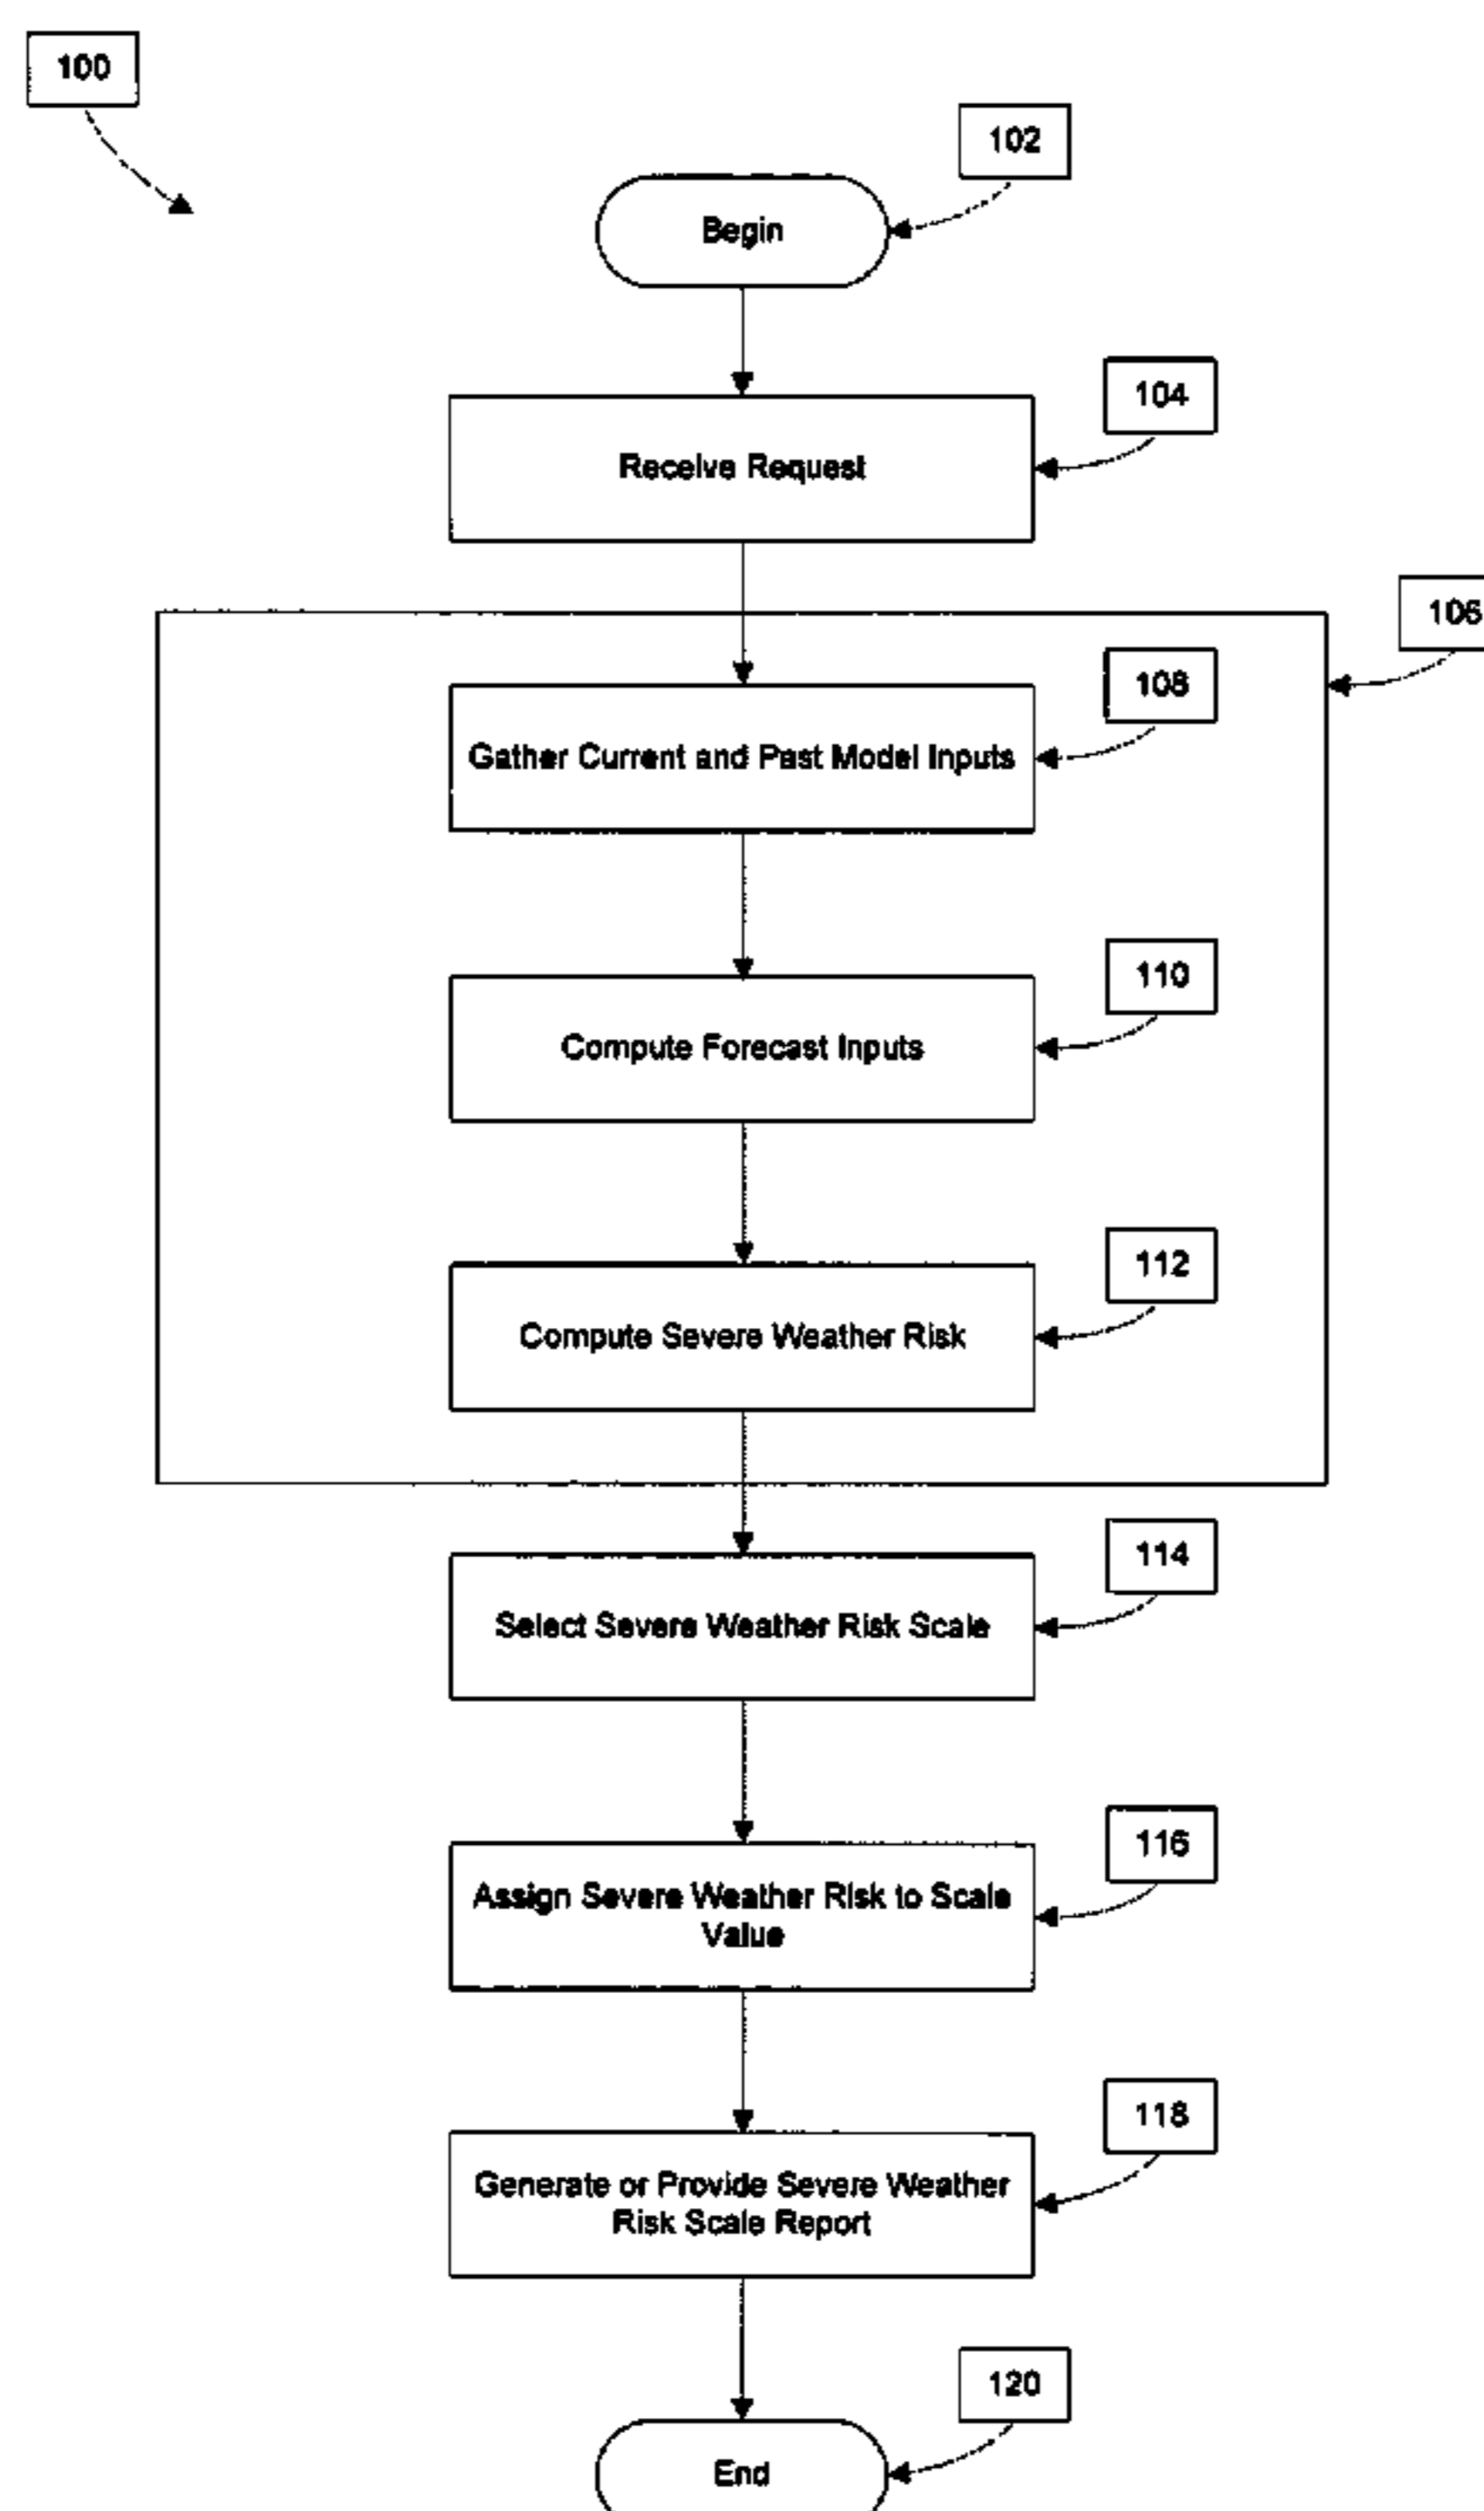 100
102
Begin
104
Receive Request
106
108
Gather Current and Past Model Inputs
110
Compute Forecast Inputs
112
Compute Severe Weather Risk
114
Select Severe Weather Risk Scale
116
Assign Severe Weather Risk to Scale
Value
118
Generate or Provide Severe Weather
Risk Scale Report
120
End